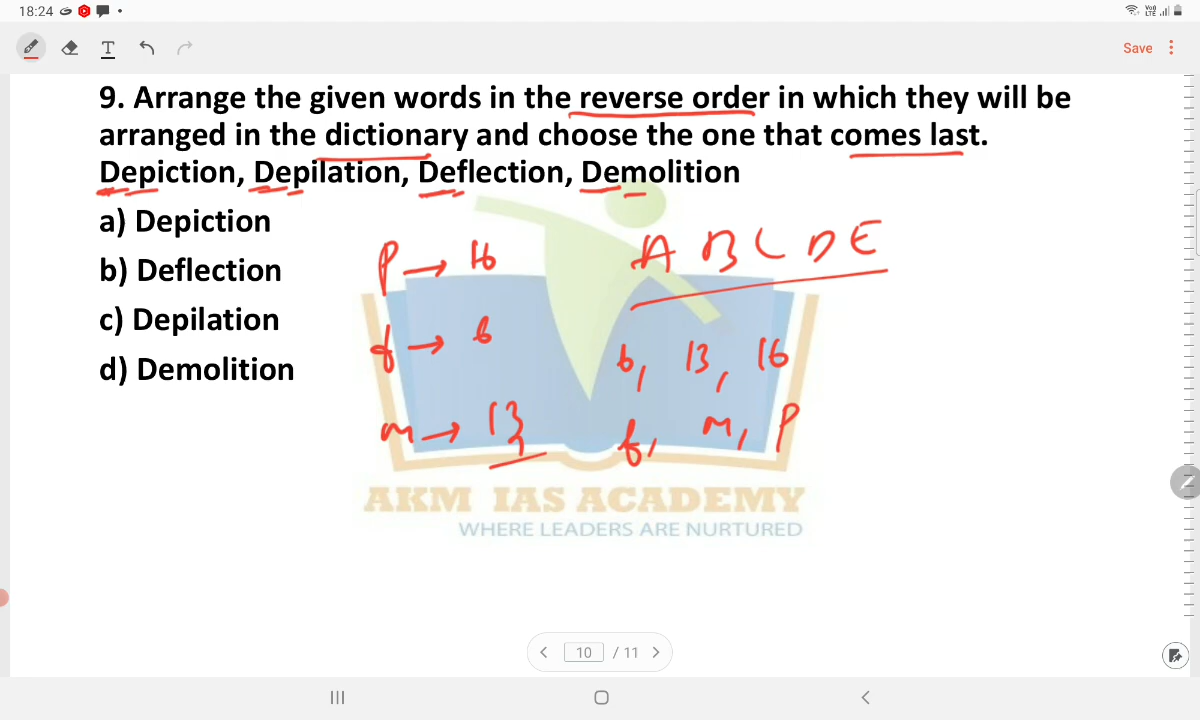 18:24
T
Save
9. Arrange the given words in the reverse order in which they will be
arranged in the dictionary and choose the one that comes last.
Depiction, Depilation, Deflection, Demolition
a) Depiction
b) Deflection
c) Depilation
d) Demolition
P → 16
A B C D E
f → 6
6, 13, 16
m → 13
f, M, P
AKM IAS ACADEMY
WHERE LEADERS ARE NURTURED
10 / 11